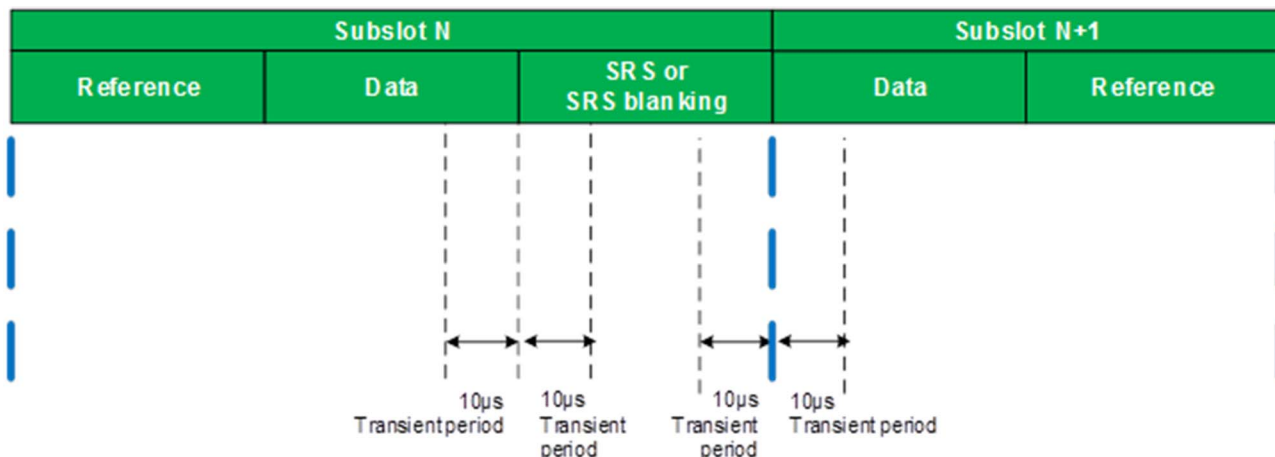 Subslot N
Subslot N+1
Reference
Data
SRS or
SRS blanking
Data
Reference
10µs
Transient period
10µs
Transient
period
10µs
Transient
period
10µs
Transient period